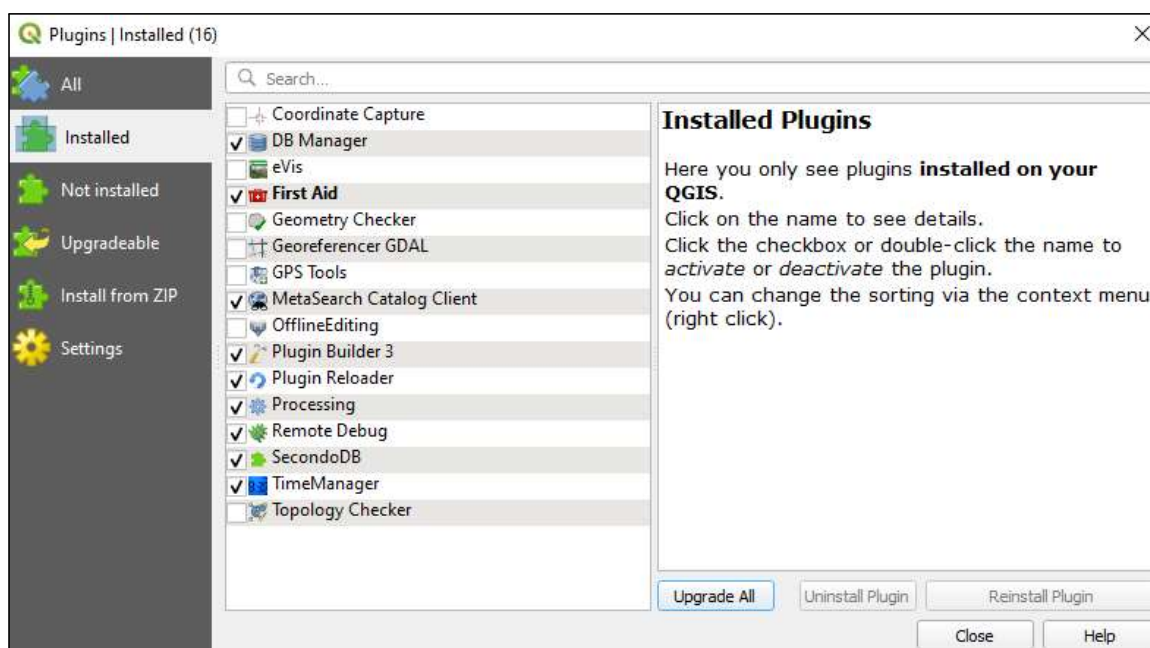 Plugins | Installed (16)
All
Installed
Not installed
Upgradeable
Install from ZIP
Settings
Search...
Coordinate Capture
DB Manager
eVis
First Aid
Geometry Checker
Georeferencer GDAL
GPS Tools
MetaSearch Catalog Client
OfflineEditing
Plugin Builder 3
Plugin Reloader
Processing
Remote Debug
SecondoDB
TimeManager
Topology Checker
Installed Plugins
Here you only see plugins installed on your
QGIS.
Click on the name to see details.
Click the checkbox or double-click the name to
activate or deactivate the plugin.
You can change the sorting via the context menu
(right click).
Upgrade All
Uninstall Plugin
Reinstall Plugin
Close
Help